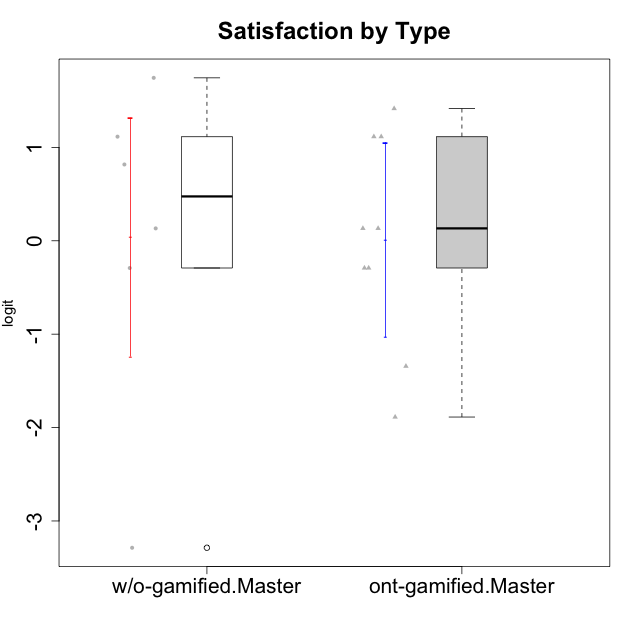 Satisfaction by Type
logit
1
0
-1
-2
-3
w/o-gamified.Master
ont-gamified.Master